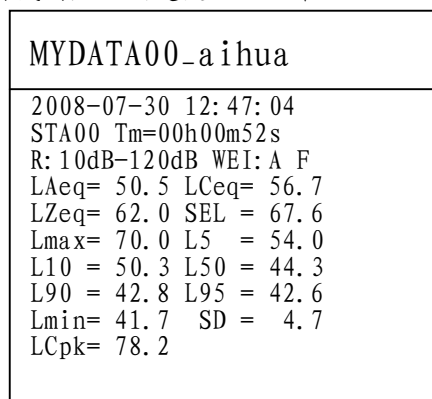 MYDATA00_aihua
2008-07-30 12:47:04
STA00 Tm=00h00m52s
R:10dB-120dB WEI:A F
LAeq= 50.5 LCeq= 56.7
LZeq= 62.0 SEL = 67.6
Lmax= 70.0 L5 = 54.0
L10 = 50.3 L50 = 44.3
L90 = 42.8 L95 = 42.6
Lmin= 41.7 SD = 4.7
LCpk= 78.2